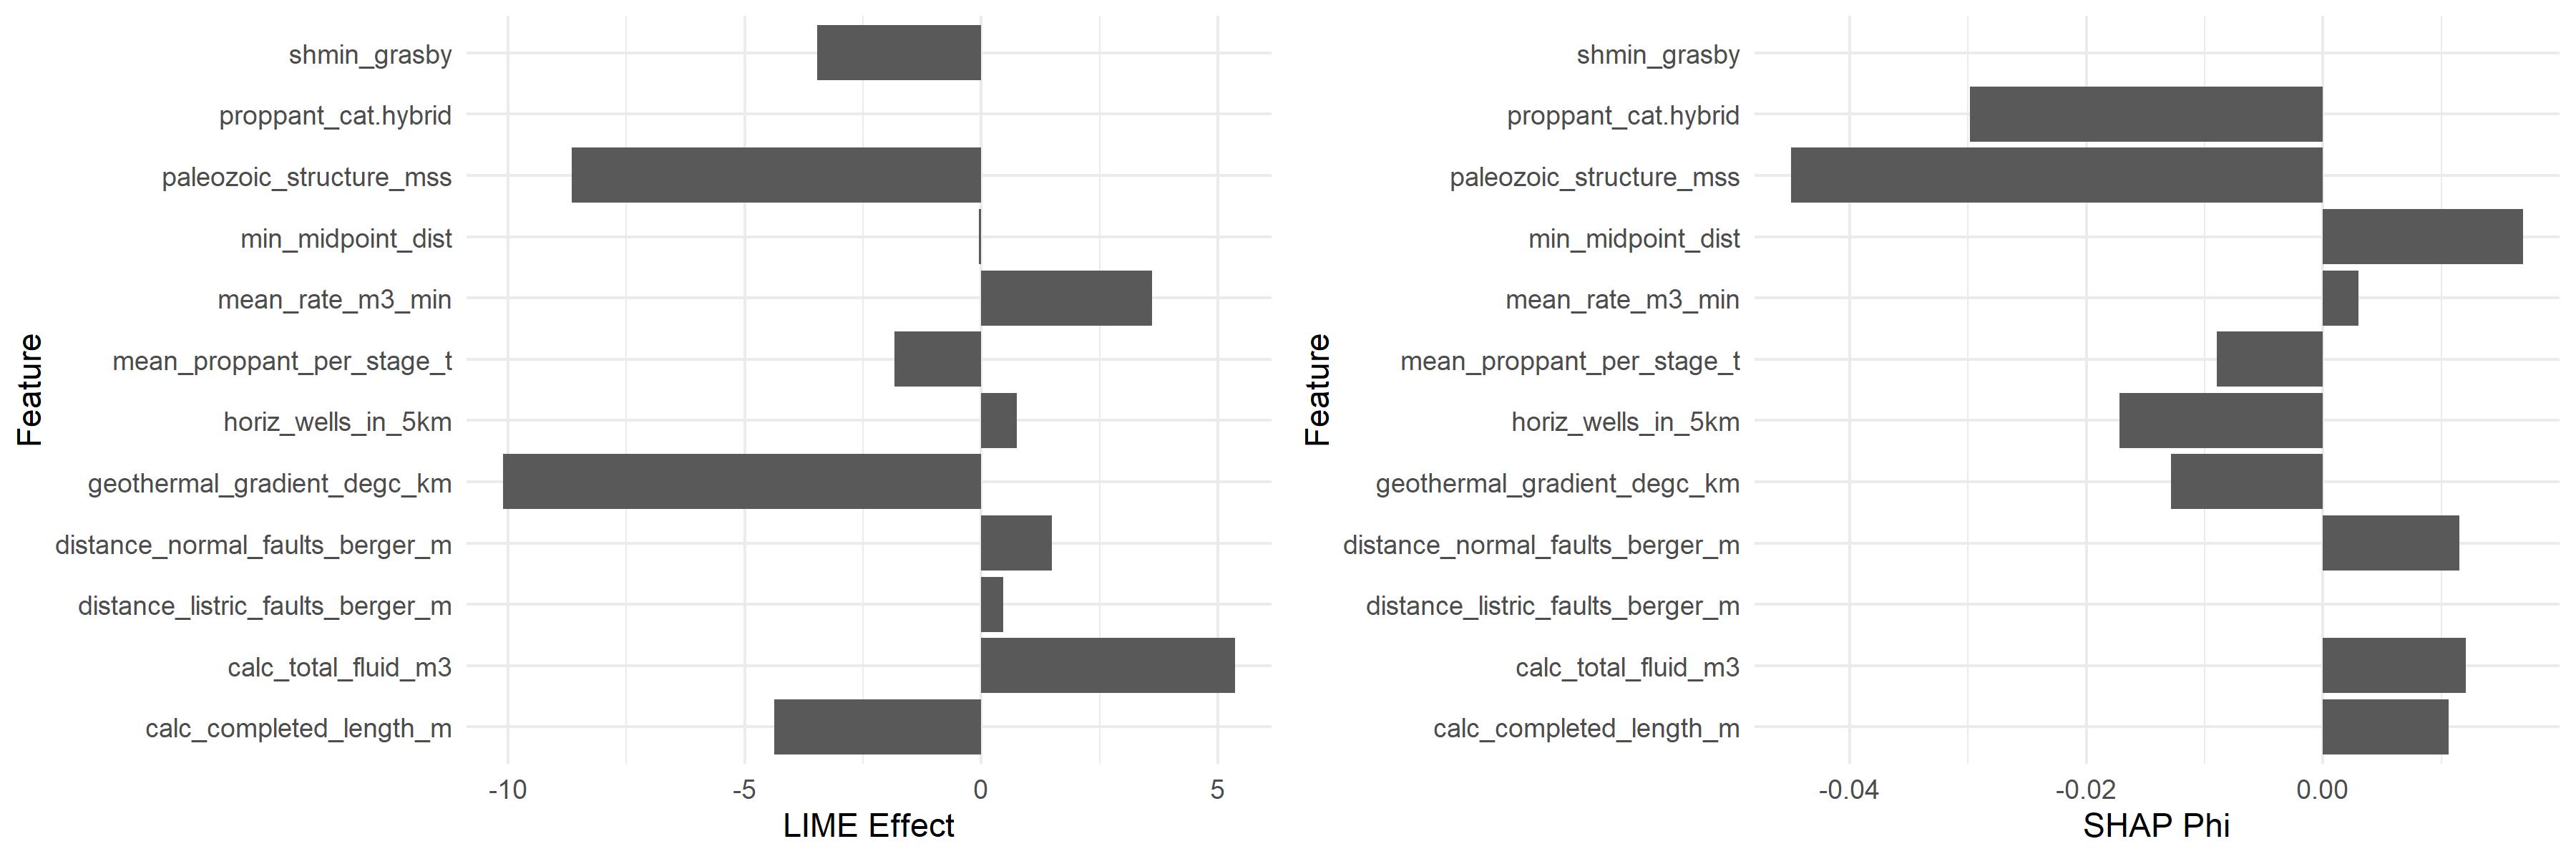 Feature
shmin_grasby
proppant_cat.hybrid
paleozoic_structure_mss
min_midpoint_dist
mean_rate_m3_min
mean_proppant_per_stage_t
horiz_wells_in_5km
geothermal_gradient_degc_km
distance_normal_faults_berger_m
distance_listric_faults_berger_m
calc_total_fluid_m3
calc_completed_length_m
-10 -5 0 5
LIME Effect
Feature
shmin_grasby
proppant_cat.hybrid
paleozoic_structure_mss
min_midpoint_dist
mean_rate_m3_min
mean_proppant_per_stage_t
horiz_wells_in_5km
geothermal_gradient_degc_km
distance_normal_faults_berger_m
distance_listric_faults_berger_m
calc_total_fluid_m3
calc_completed_length_m
-0.04 -0.02 0.00
SHAP Phi